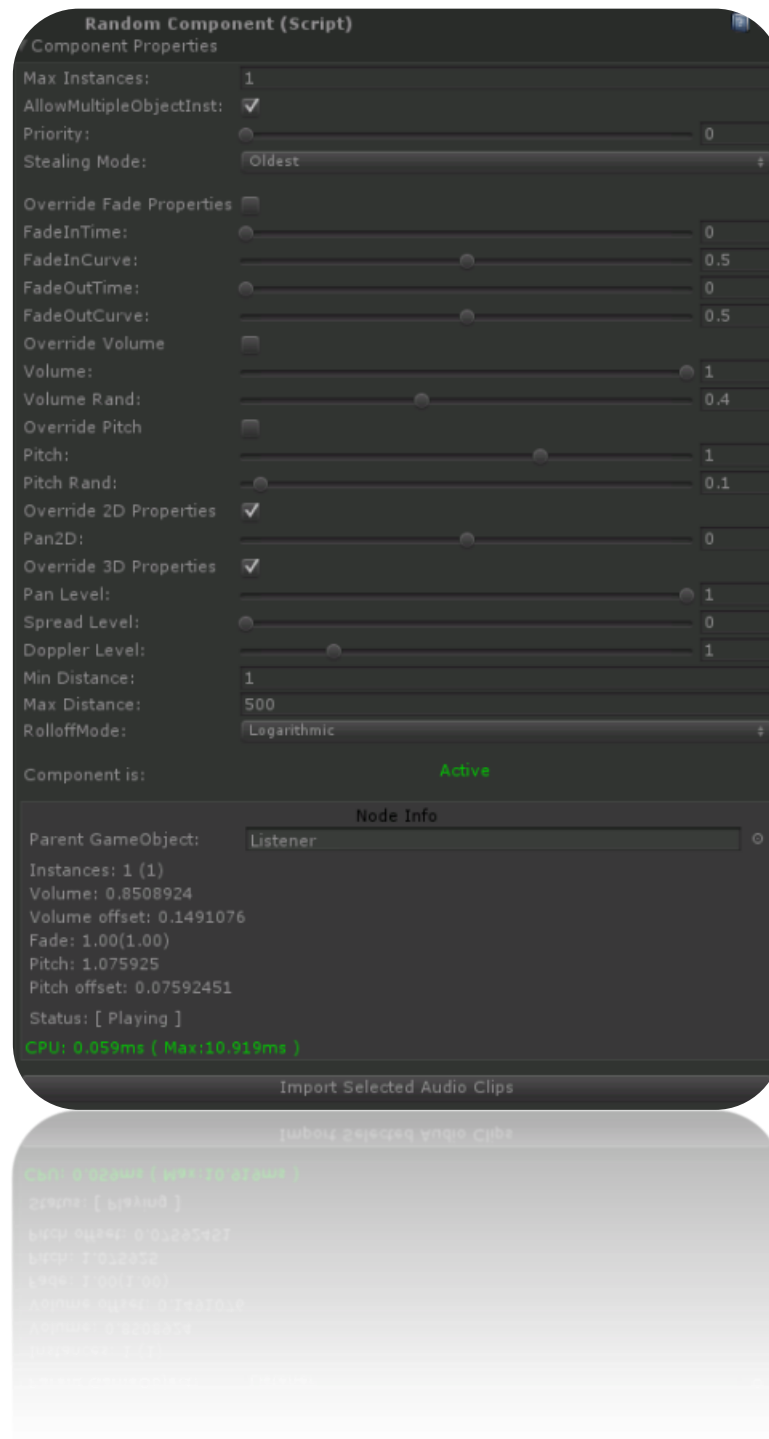 Random Component (Script)
Component Properties
Max Instances: 1
AllowMultipleObjectInst:
Priority: 0
Stealing Mode: Oldest
Override Fade Properties
FadeInTime: 0
FadeInCurve: 0.5
FadeOutTime: 0
FadeOutCurve: 0.5
Override Volume
Volume: 1
Volume Rand: 0.4
Override Pitch
Pitch: 1
Pitch Rand: 0.1
Override 2D Properties
Pan2D: 0
Override 3D Properties
Pan Level: 1
Spread Level: 0
Doppler Level: 1
Min Distance: 1
Max Distance: 500
RolloffMode: Logarithmic
Component is: Active
Node Info
Parent GameObject: Listener
Instances: 1 (1)
Volume: 0.8508924
Volume offset: 0.1491076
Fade: 1.00(1.00)
Pitch: 1.075925
Pitch offset: 0.07592451
Status: [ Playing ]
CPU: 0.059ms ( Max:10.919ms )
Import Selected Audio Clips